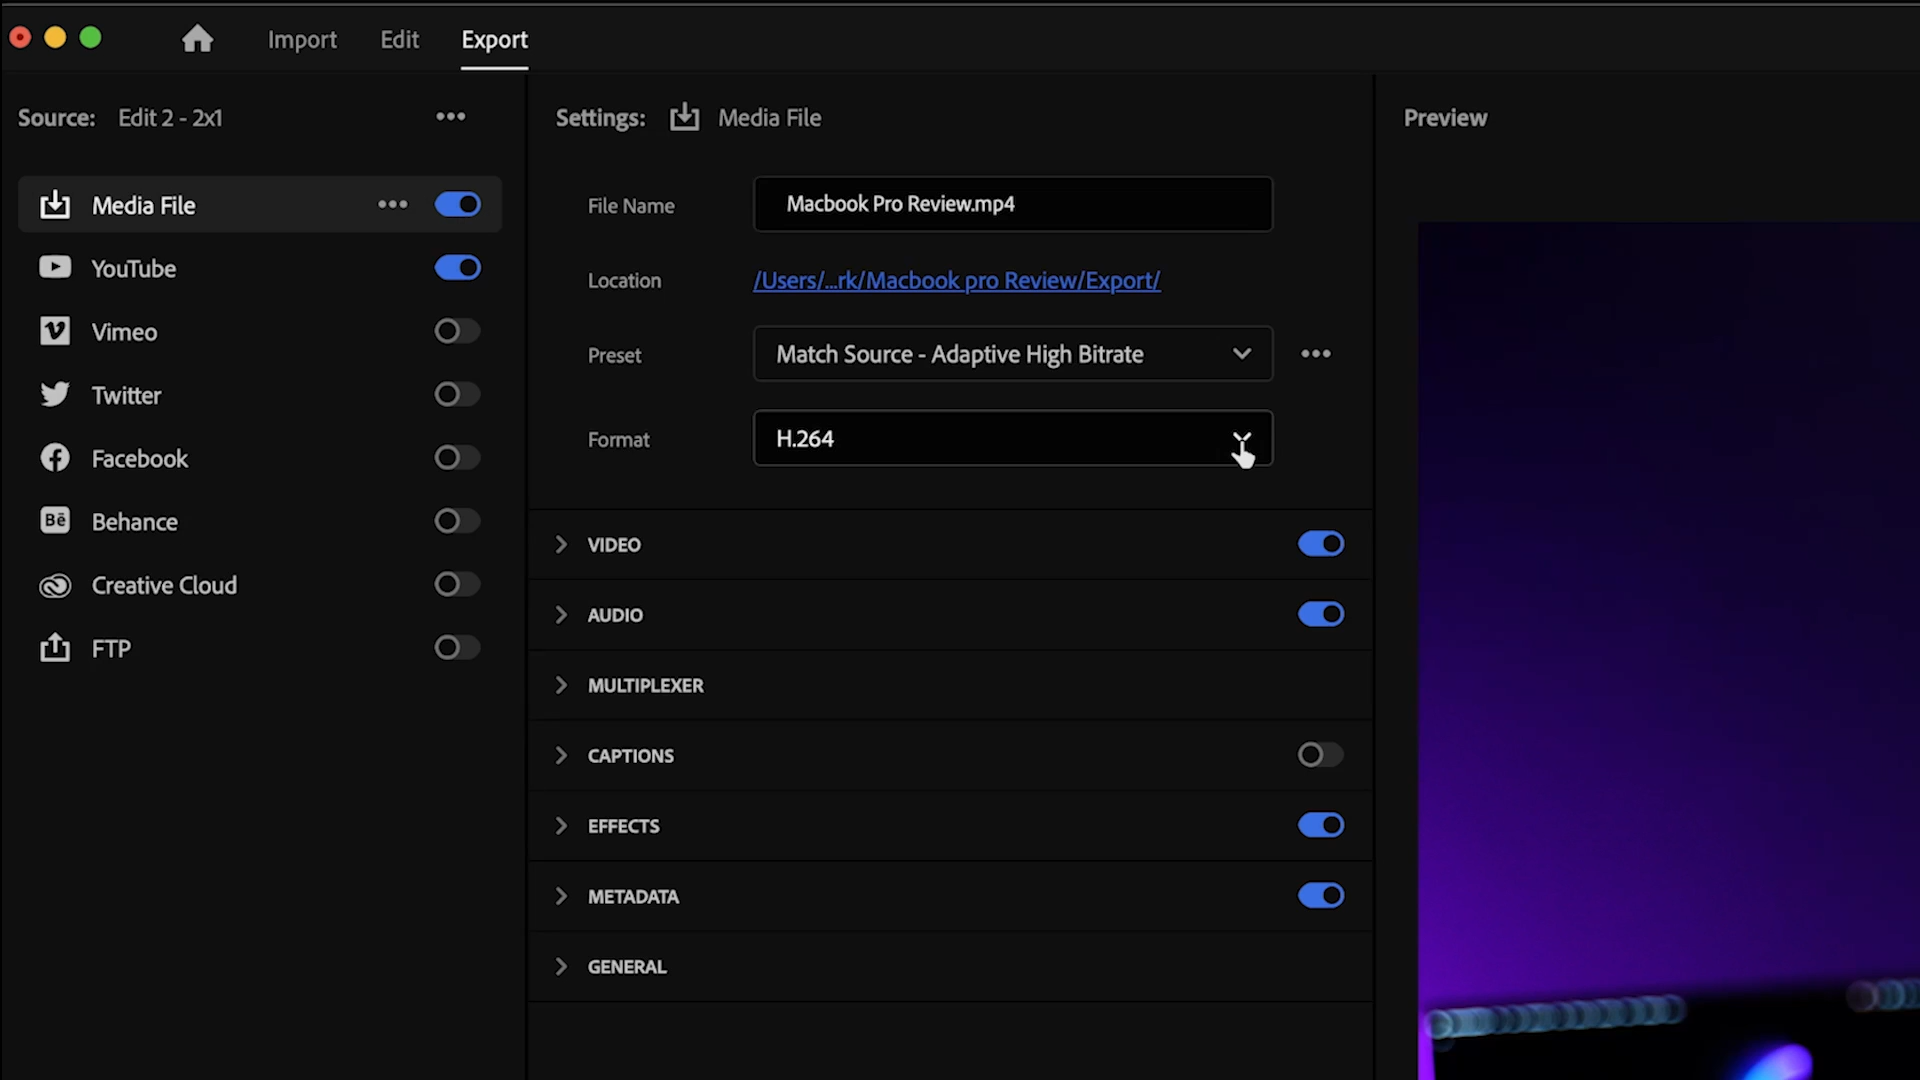 Import Edit Export
Source: Edit 2 - 2x1
Settings: Media File
Preview
Media File
YouTube
Vimeo
Twitter
Facebook
Bē Behance
Creative Cloud
FTP
File Name Macbook Pro Review.mp4
Location /Users/...rk/Macbook pro Review/Export/
Preset Match Source - Adaptive High Bitrate
Format H.264
VIDEO
AUDIO
MULTIPLEXER
CAPTIONS
EFFECTS
METADATA
GENERAL